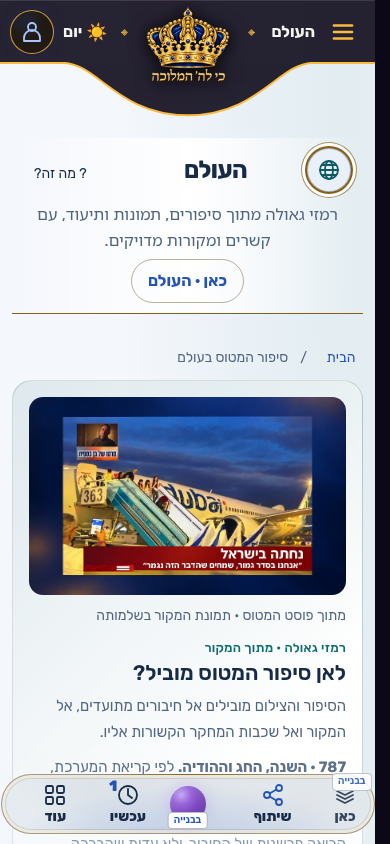 העולם
יום
כי לה' המלוכה
העולם
? מה זה?
רמזי גאולה מתוך סיפורים, תמונות ותיעוד, עם
קשרים ומקורות מדויקים.
כאן • העולם
הבית / סיפור המטוס בעולם
363
dubai
נחתה בישראל
"אנחנו בסדר גמור, שמחים שהדבר הזה נגמר"
מתוך פוסט המטוס • תמונת המקור בשלמותה
רמזי גאולה • מתוך המקור
לאן סיפור המטוס מוביל?
הסיפור והצילום מובילים אל חיבורים מתועדים, אל
המקור ואל שכבות המחקר הקשורות אליו.
787 • השנה, החג וההודיה. לפי קריאת המערכת,
בבנייה
כאן
שיתוף
בבנייה
1
עכשיו
עוד